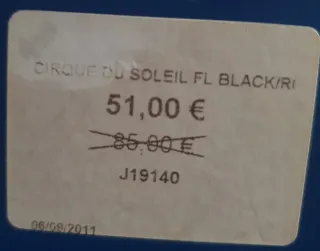 CIRQUE DU SOLEIL FL BLACK/RI
51,00 €
85,00 €
J19140
06/08/2011